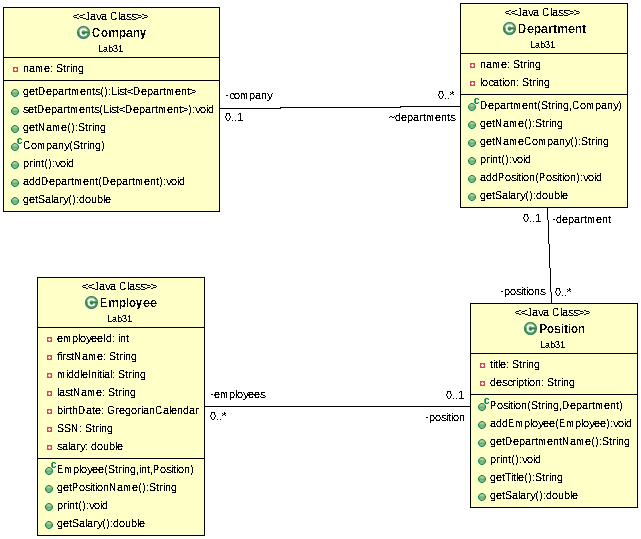 <<Java Class>>
Company
Lab31
name: String
getDepartments():List<Department>
setDepartments(List<Department>):void
getName():String
Company(String)
print():void
addDepartment(Department):void
getSalary():double
-company
0..1
0..*
~departments
<<Java Class>>
Department
Lab31
name: String
location: String
Department(String,Company)
getName():String
getNameCompany():String
print():void
addPosition(Position):void
getSalary():double
0..1
-department
-positions
0..*
<<Java Class>>
Employee
Lab31
employeeId: int
firstName: String
middleInitial: String
lastName: String
birthDate: GregorianCalendar
SSN: String
salary: double
Employee(String,int,Position)
getPositionName():String
print():void
getSalary():double
-employees
0..*
0..1
-position
<<Java Class>>
Position
Lab31
title: String
description: String
Position(String,Department)
addEmployee(Employee):void
getDepartmentName():String
print():void
getTitle():String
getSalary():double